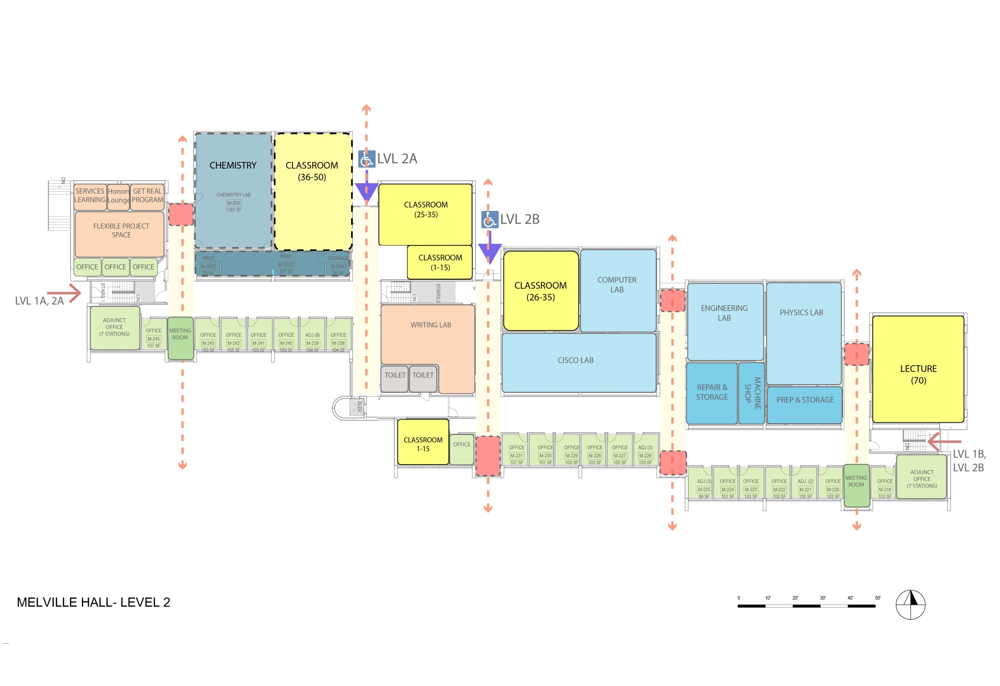 LVL 2A
CHEMISTRY
CLASSROOM
(36-50)
CHEMISTRY LAB
M-203
1161 SF
DN
SERVICES
LEARNING
Honors
Lounge
GET REAL
PROGRAM
FLEXIBLE PROJECT
SPACE
OFFICE
OFFICE
OFFICE
PREP
M-202C
79 SF
PREP.
M-203C
337 SF
STORAGE
M-204C
80 SF
CLASSROOM
(25-35)
CLASSROOM
(1-15)
LVL 2B
LVL 1A, 2A
STAIRS 1
DN
DN
STAIRS 2
V
ADJUNCT
OFFICE
(7 STATIONS)
OFFICE
M-245
107 SF
MEETING
ROOM
OFFICE
M-243
103 SF
OFFICE
M-242
105 SF
OFFICE
M-241
103 SF
OFFICE
M-240
103 SF
ADJ (8)
M-239
104 SF
OFFICE
M-238
104 SF
WRITING LAB
TOILET
TOILET
ELEV.
CLASSROOM
(26-35)
COMPUTER
LAB
CISCO LAB
ENGINEERING
LAB
PHYSICS LAB
REPAIR &
STORAGE
MACHINE
SHOP
PREP & STORAGE
LECTURE
(70)
CLASSROOM
1-15
OFFICE
OFFICE
M-231
107 SF
OFFICE
M-230
101 SF
OFFICE
M-229
103 SF
OFFICE
M-228
103 SF
OFFICE
M-227
105 SF
ADJ (3)
M-226
103 SF
DN
LVL 1B,
LVL 2B
ADJ (3)
M-225
99 SF
OFFICE
M-224
101 SF
OFFICE
M-223
103 SF
OFFICE
M-222
103 SF
ADJ. (2)
M-221
105 SF
OFFICE
M-220
103 SF
MEETING
ROOM
OFFICE
M-218
103 SF
ADJUNCT
OFFICE
(7 STATIONS)
MELVILLE HALL- LEVEL 2
0 10' 20' 30' 40' 50'